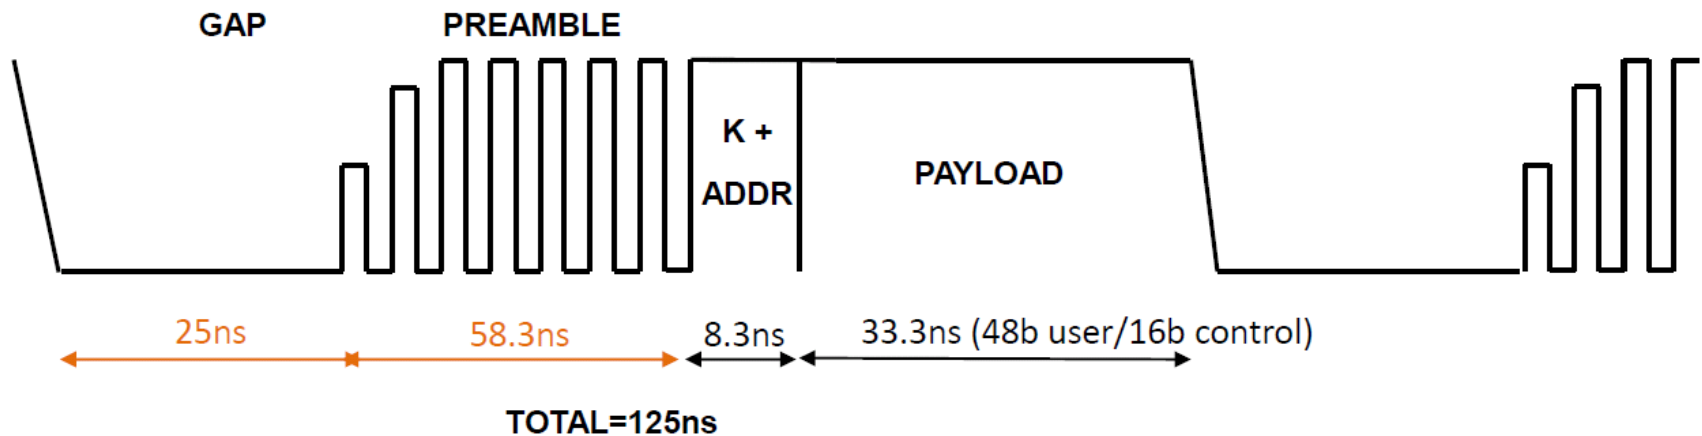 GAP
PREAMBLE
K +
ADDR
PAYLOAD
25ns
58.3ns
8.3ns
33.3ns (48b user/16b control)
TOTAL=125ns